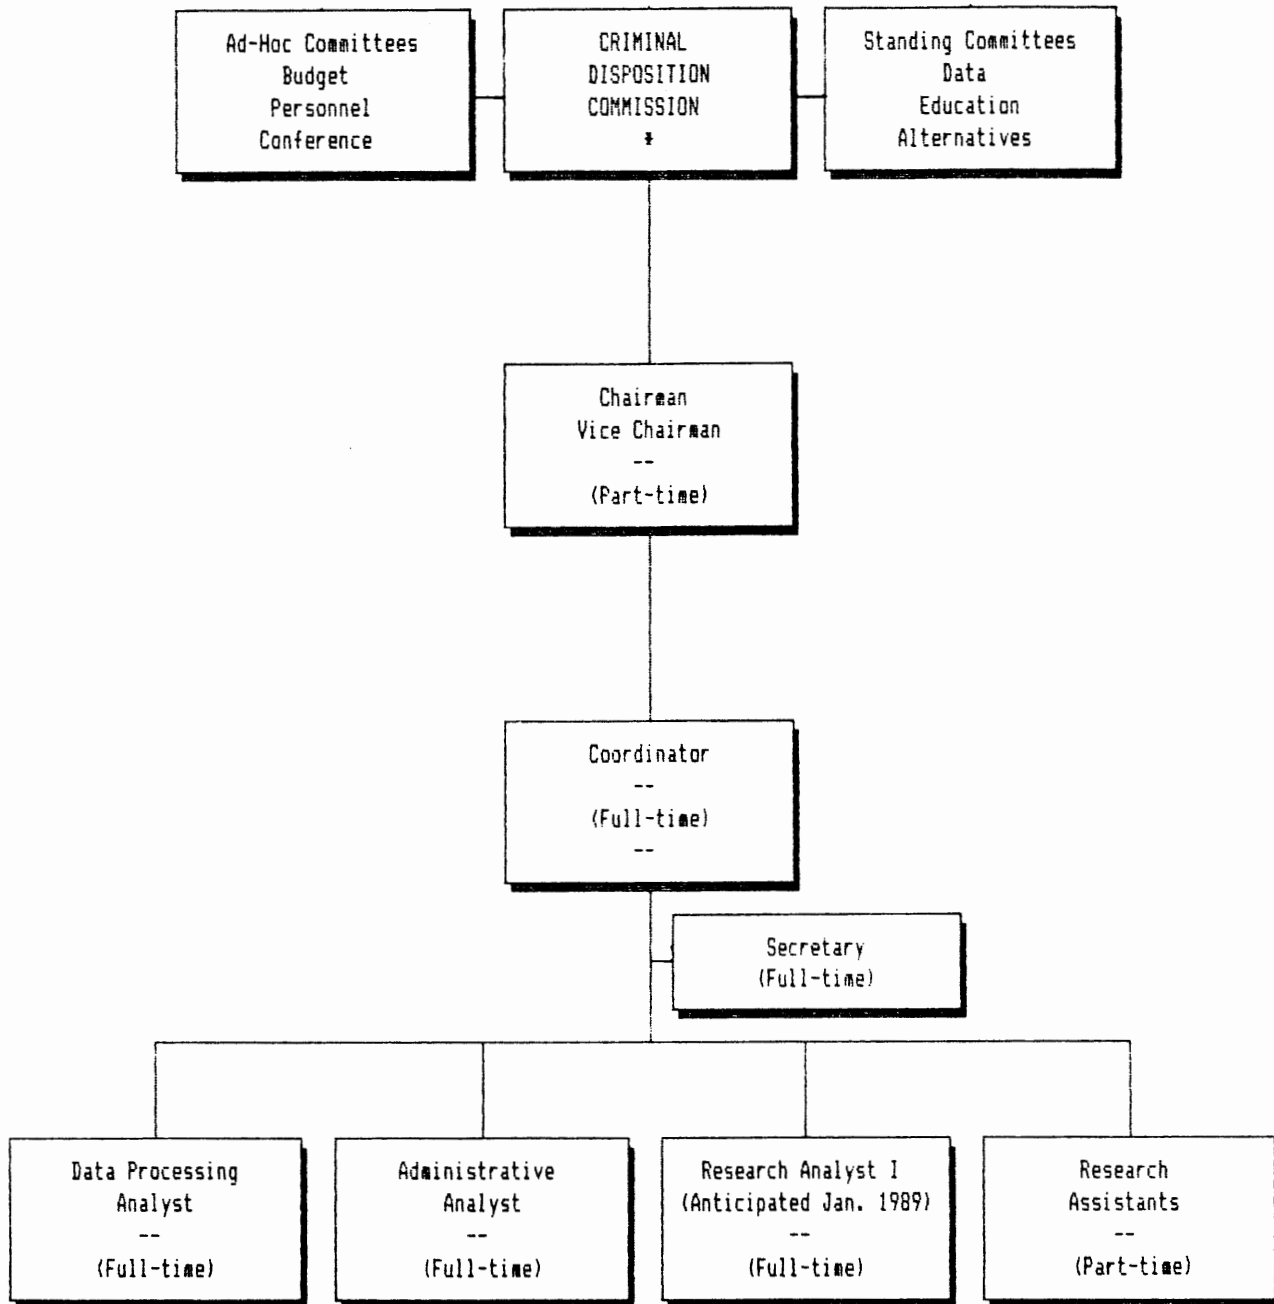 Ad-Hoc Committees
Budget
Personnel
Conference
CRIMINAL
DISPOSITION
COMMISSION
*
Standing Committees
Data
Education
Alternatives
Chairman
Vice Chairman
--
(Part-time)
Coordinator
--
(Full-time)
--
Secretary
(Full-time)
Data Processing
Analyst
--
(Full-time)
Administrative
Analyst
--
(Full-time)
Research Analyst I
(Anticipated Jan. 1989)
--
(Full-time)
Research
Assistants
--
(Part-time)